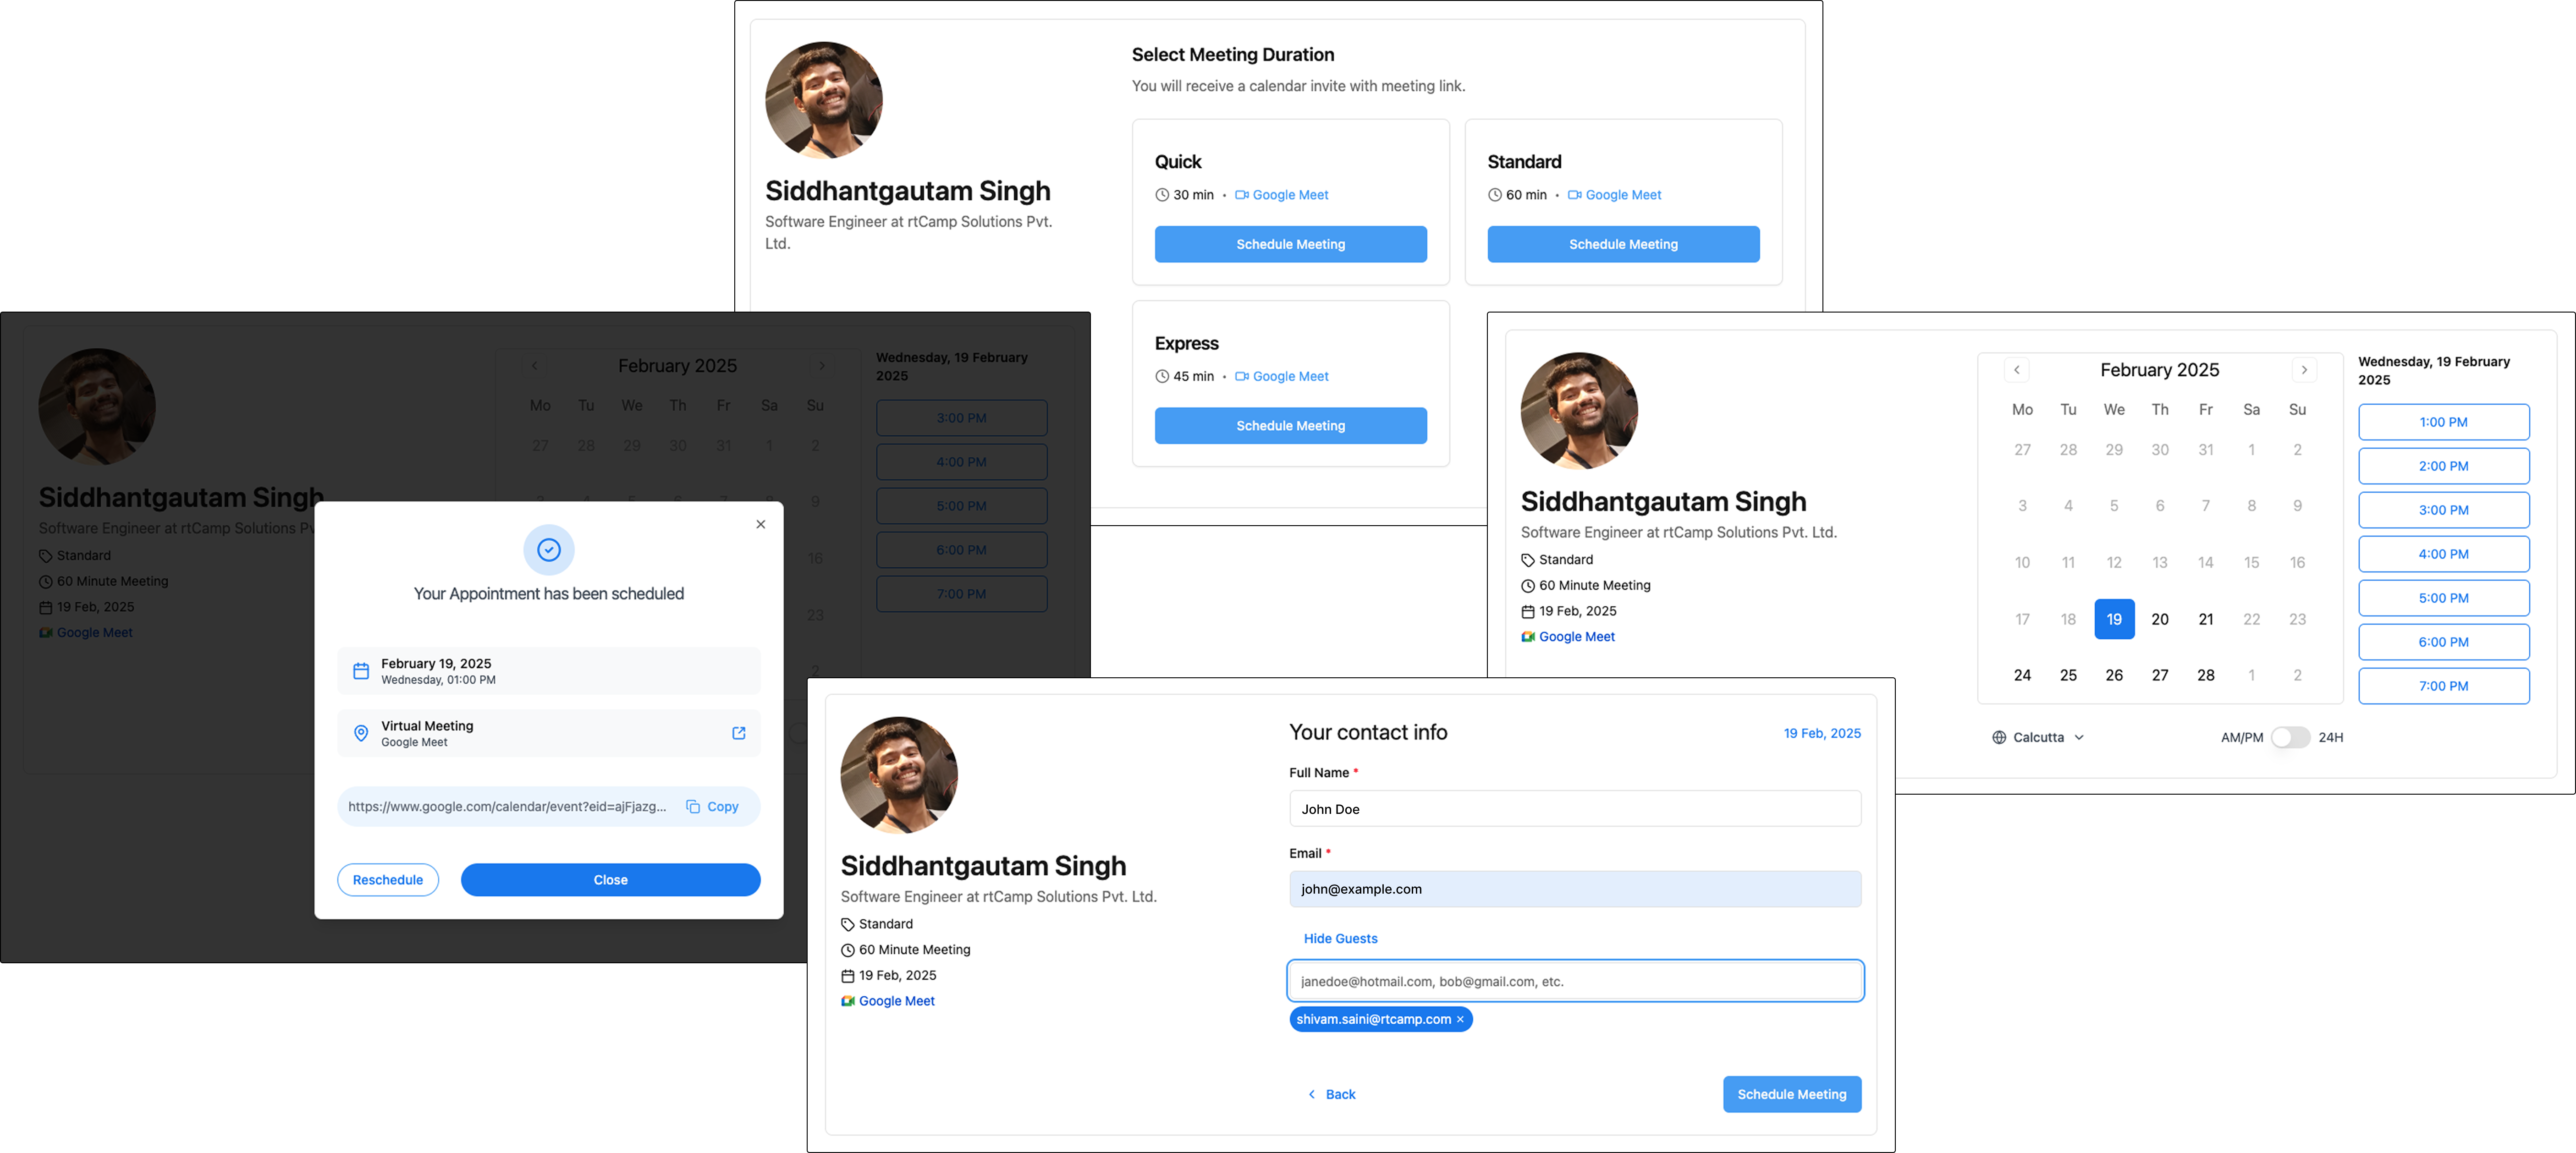 Siddhantgautam Singh
Software Engineer at rtCamp Solutions Pvt.
Ltd.
Select Meeting Duration
You will receive a calendar invite with meeting link.
Quick
30 min • Google Meet
Schedule Meeting
Standard
60 min • Google Meet
Schedule Meeting
Express
45 min • Google Meet
Schedule Meeting
Siddhantgautam Singh
Software Engineer at rtCamp Solutions Pv
Standard
60 Minute Meeting
19 Feb, 2025
Google Meet
February 2025
Mo Tu We Th Fr Sa Su
27 28 29 30 31 1 2
9
16
23
2
Wednesday, 19 February
2025
3:00 PM
4:00 PM
5:00 PM
6:00 PM
7:00 PM
Your Appointment has been scheduled
February 19, 2025
Wednesday, 01:00 PM
Virtual Meeting
Google Meet
https://www.google.com/calendar/event?eid=ajFjazg... Copy
Reschedule Close
Siddhantgautam Singh
Software Engineer at rtCamp Solutions Pvt. Ltd.
Standard
60 Minute Meeting
19 Feb, 2025
Google Meet
February 2025
Mo Tu We Th Fr Sa Su
27 28 29 30 31 1 2
3 4 5 6 7 8 9
10 11 12 13 14 15 16
17 18 19 20 21 22 23
24 25 26 27 28 1 2
Calcutta AM/PM 24H
Wednesday, 19 February
2025
1:00 PM
2:00 PM
3:00 PM
4:00 PM
5:00 PM
6:00 PM
7:00 PM
Siddhantgautam Singh
Software Engineer at rtCamp Solutions Pvt. Ltd.
Standard
60 Minute Meeting
19 Feb, 2025
Google Meet
Your contact info 19 Feb, 2025
Full Name *
John Doe
Email *
john@example.com
Hide Guests
janedoe@hotmail.com, bob@gmail.com, etc.
shivam.saini@rtcamp.com ×
Back Schedule Meeting